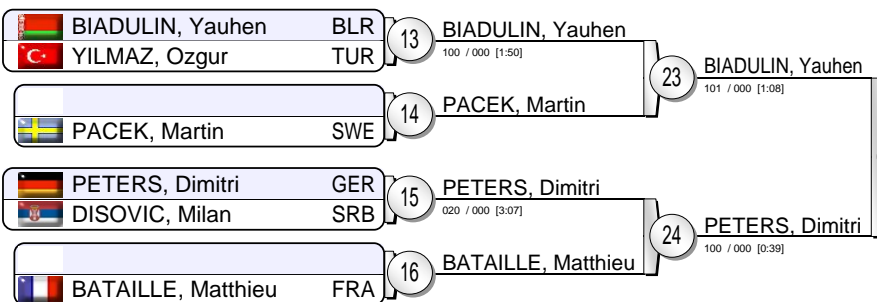 BIADULIN, Yauhen BLR
YILMAZ, Ozgur TUR
13
BIADULIN, Yauhen
100 / 000 [1:50]
PACEK, Martin SWE
14
PACEK, Martin
23
BIADULIN, Yauhen
101 / 000 [1:08]
PETERS, Dimitri GER
DISOVIC, Milan SRB
15
PETERS, Dimitri
020 / 000 [3:07]
BATAILLE, Matthieu FRA
16
BATAILLE, Matthieu
24
PETERS, Dimitri
100 / 000 [0:39]